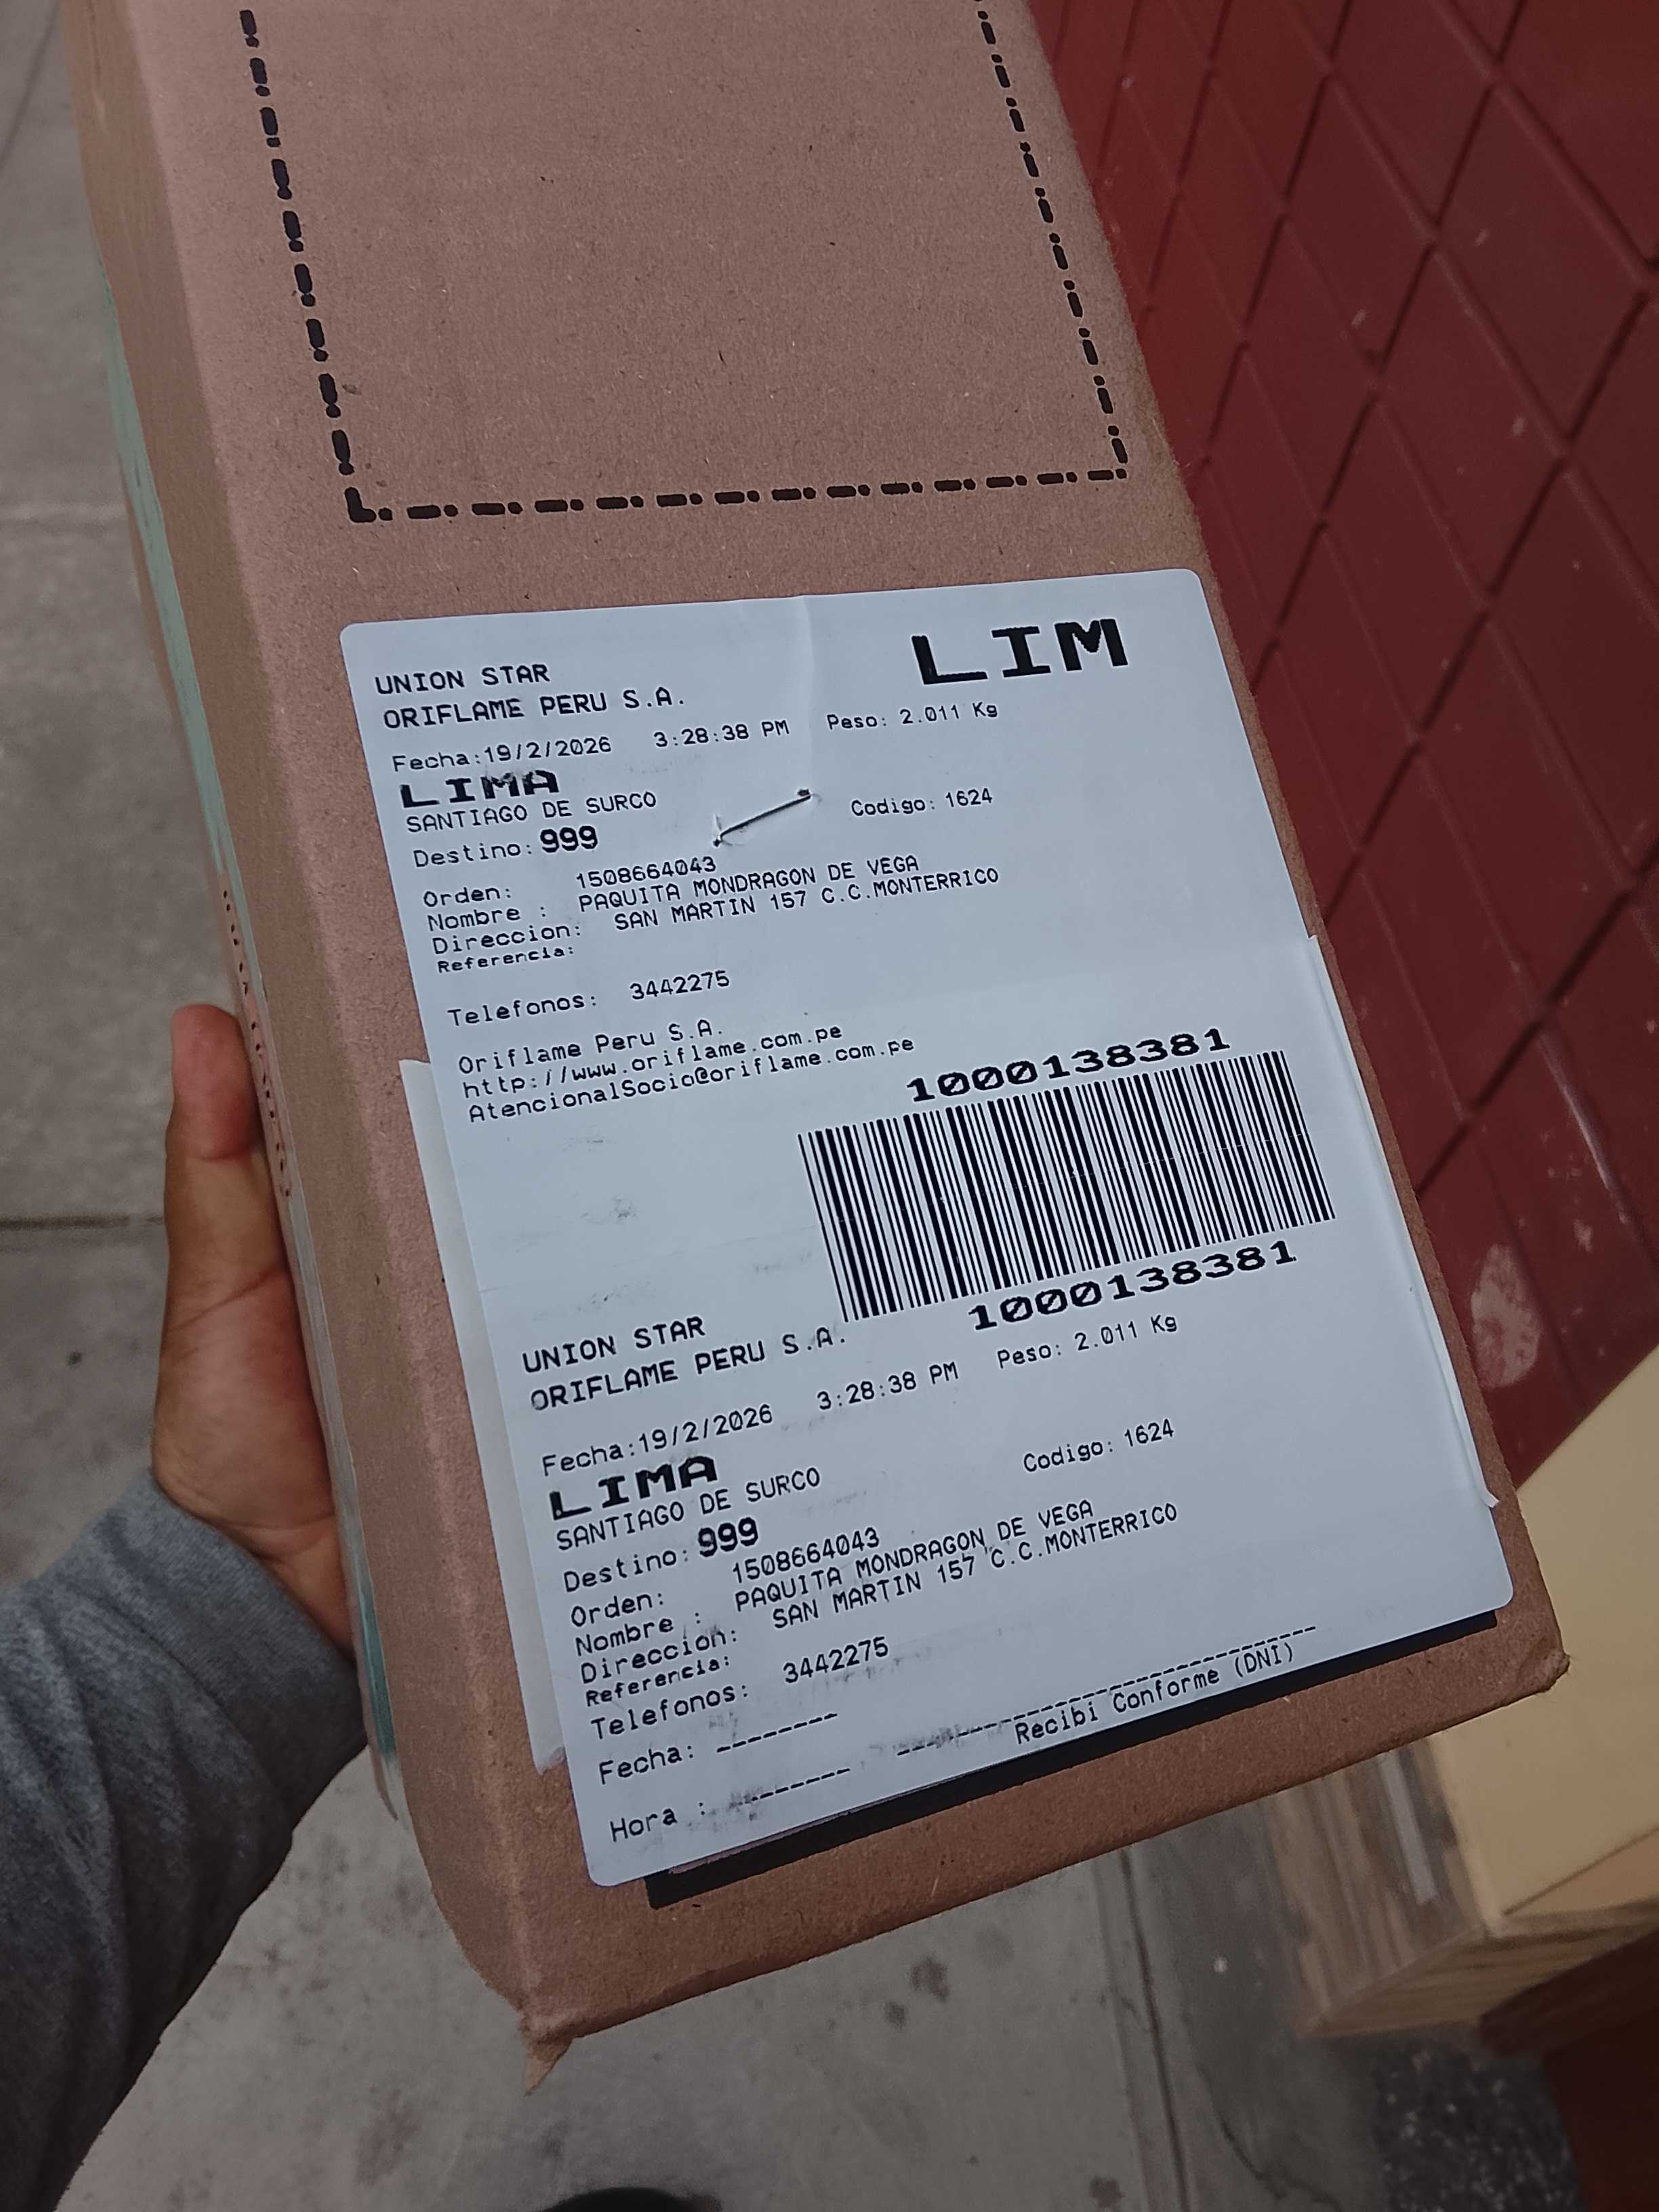 LIM
UNION STAR
ORIFLAME PERU S.A.
Fecha:19/2/2026 3:28:38 PM Peso: 2.011 Kg
LIMA
SANTIAGO DE SURCO
Destino: 999 Codigo: 1624
Orden: 1508664043
Nombre : PAQUITA MONDRAGON DE VEGA
Direccion: SAN MARTIN 157 C.C.MONTERRICO
Referencia:
Telefonos: 3442275
Oriflame Peru S.A.
http://www.oriflame.com.pe
AtencionalSocio@oriflame.com.pe
1000138381
1000138381
UNION STAR
ORIFLAME PERU S.A.
Fecha:19/2/2026 3:28:38 PM Peso: 2.011 Kg
LIMA
SANTIAGO DE SURCO
Destino: 999 Codigo: 1624
Orden: 1508664043
Nombre : PAQUITA MONDRAGON DE VEGA
Direccion: SAN MARTIN 157 C.C.MONTERRICO
Referencia:
Telefonos: 3442275
Fecha: --------
Hora : --------
Recibi Conforme (DNI)